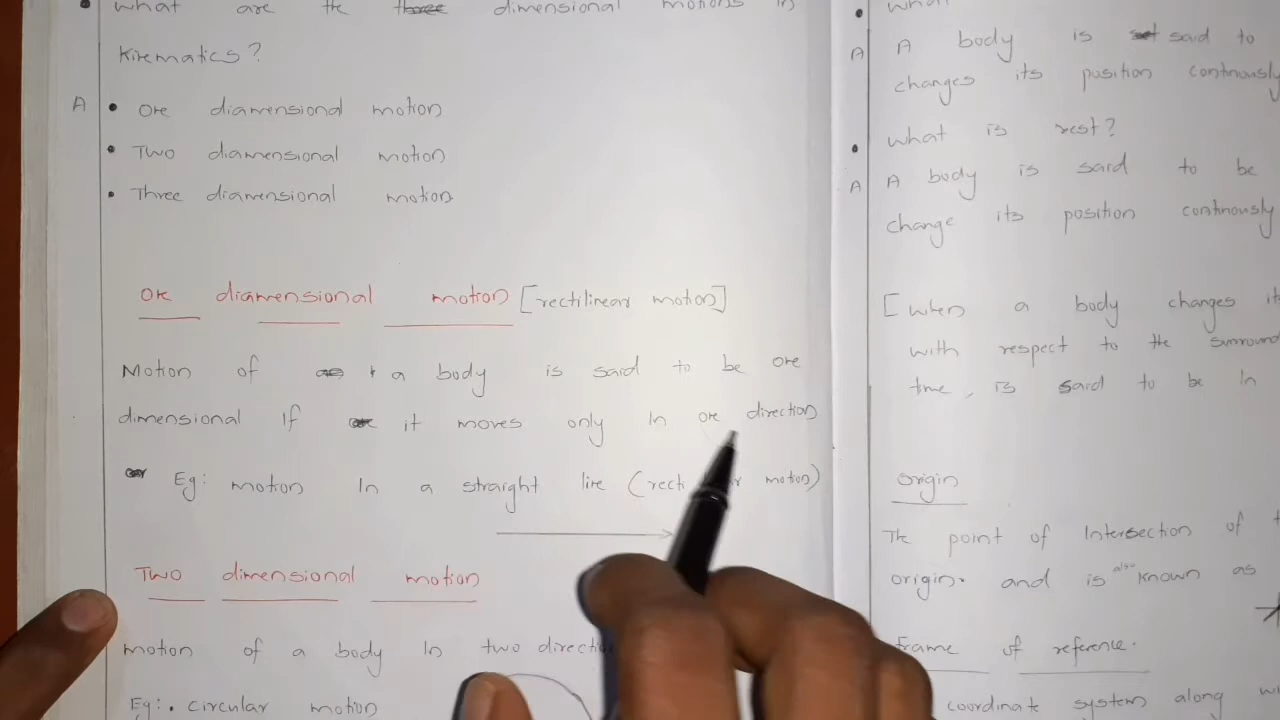 what are the three dimensional motions in
Kinematics?
A • One diamensional motion
• Two diamensional motion
• Three diamensional motion
One diamensional motion [rectilinear motion]
Motion of a body is said to be one
dimensional If it moves only In one direction
Eg: motion In a straight line ( motion)
Two dimensional motion
motion of a body In two
Eg: • circular motion
•
A A body is said to
changes its position continously
• what is rest?
A A body is said to be
change its position continously
[ when a body changes
with respect to the
time, is said to be In
origin
The point of Intersection of
origin. and is also known as
Frame of reference.
coordinate system along